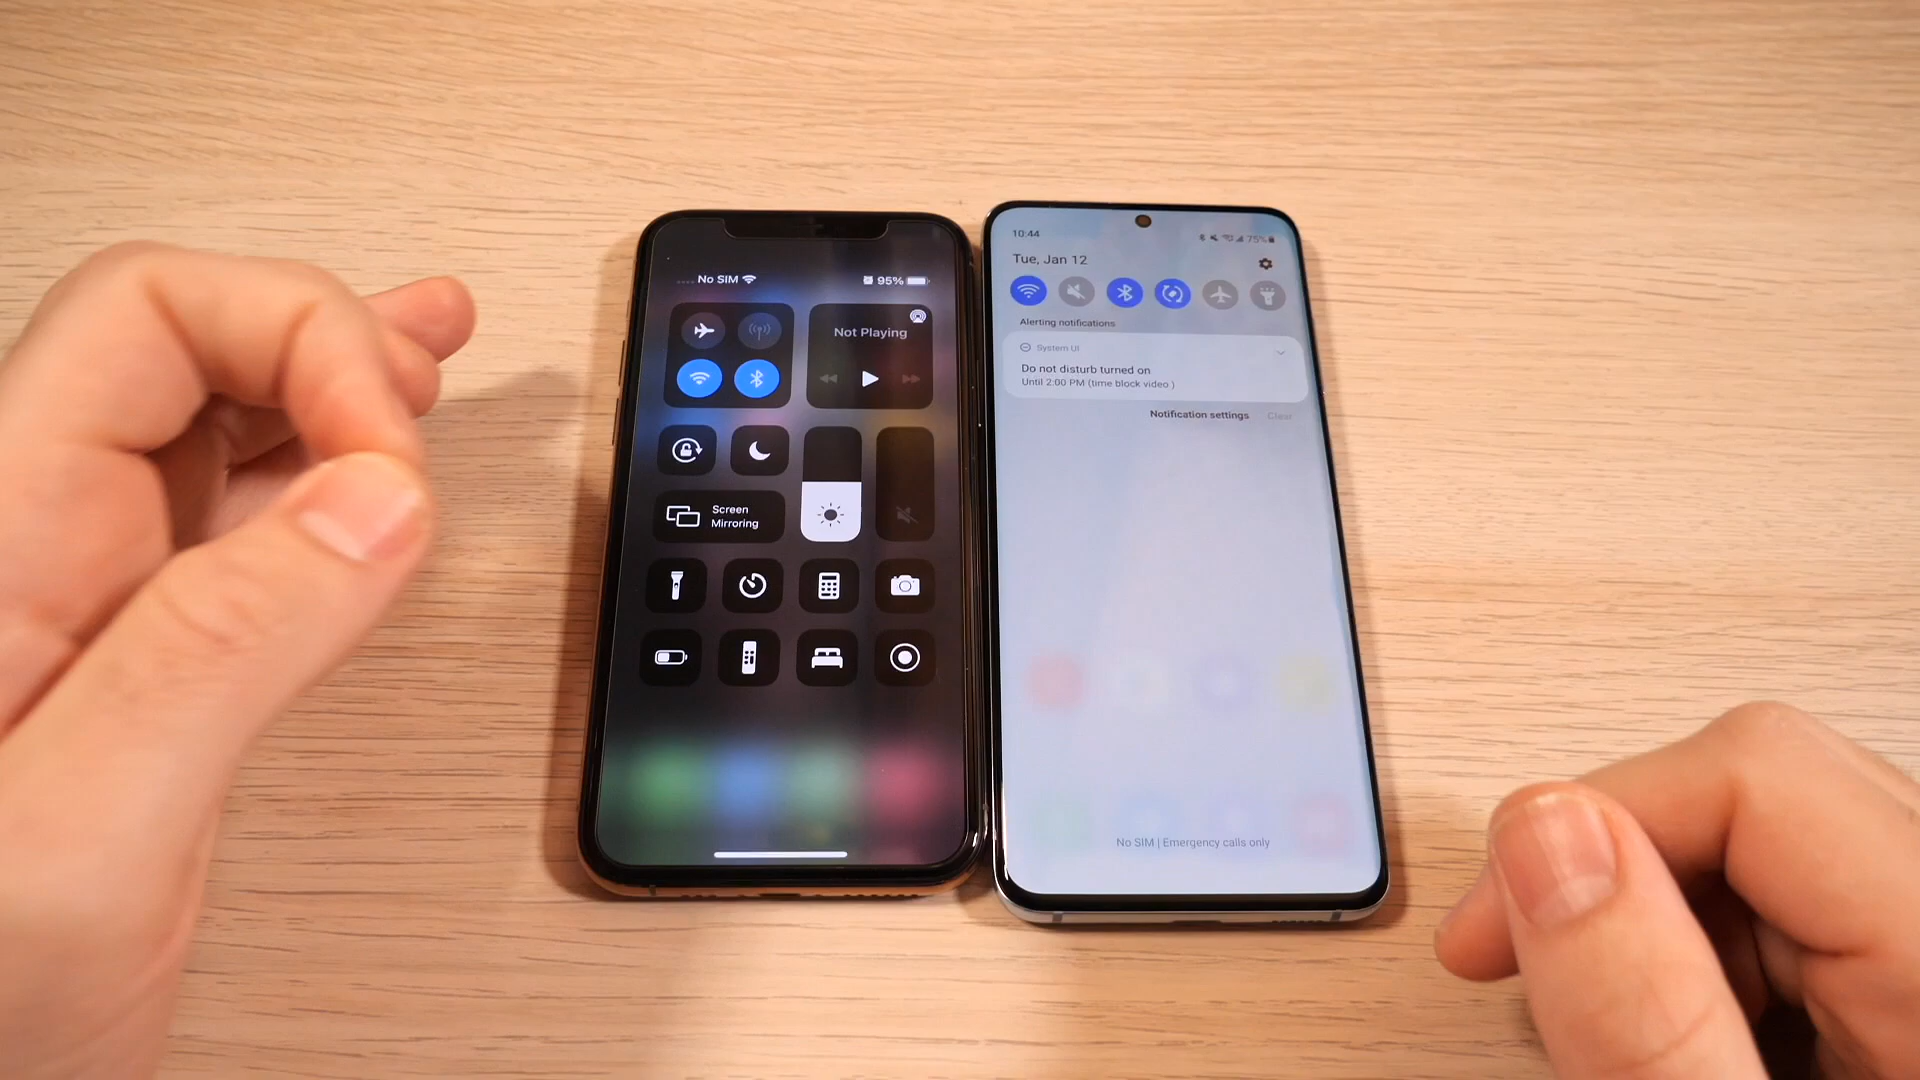 No SIM
95%
Not Playing
Screen
Mirroring
10:44
75%
Tue, Jan 12
Alerting notifications
System UI
Do not disturb turned on
Until 2:00 PM (time block video )
Notification settings
Clear
No SIM | Emergency calls only